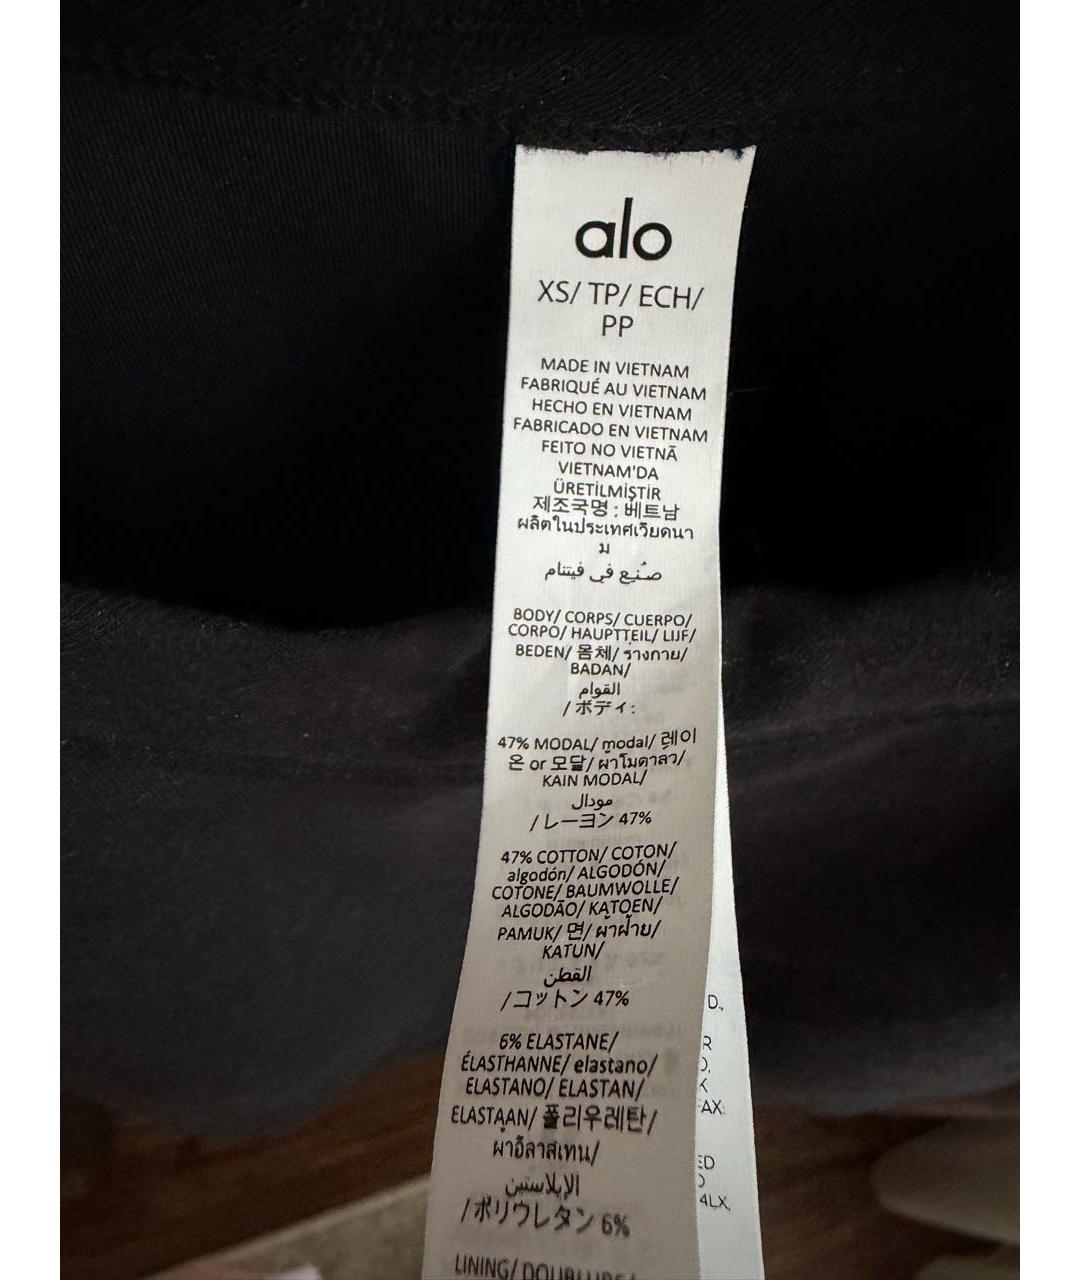 alo
XS/ TP/ ECH/
PP
MADE IN VIETNAM
FABRIQUÉ AU VIETNAM
HECHO EN VIETNAM
FABRICADO EN VIETNAM
FEITO NO VIETNÃ
VIETNAM'DA
ÜRETİLMİŞTİR
제조국명 : 베트남
ผลิตในประเทศเวียดนา
ม
صُنِع في فيتنام
BODY/ CORPS/ CUERPO/
CORPO/ HAUPTTEIL/ LIJF/
BEDEN/ 몸체/ ร่างกาย/
BADAN/
القوام
/ ボディ:
47% MODAL/ modal/ 레이
온 or 모달/ ผ้าโมดาลว/
KAIN MODAL/
مودال
/ レーヨン 47%
47% COTTON/ COTON/
algodón/ ALGODÓN/
COTONE/ BAUMWOLLE/
ALGODÃO/ KATOEN/
PAMUK/ 면/ ผ้าฝ้าย/
KATUN/
القطن
/コットン 47%
6% ELASTANE/
ÉLASTHANNE/ elastano/
ELASTANO/ ELASTAN/
ELASTAAN/ 폴리우레탄/
ผ้าอีลาสเทน/
الإيلاستين
/ポリウレタン 6%
LINING/ DOUBLURE/
D.
R
K
AX:
ED
4LX,